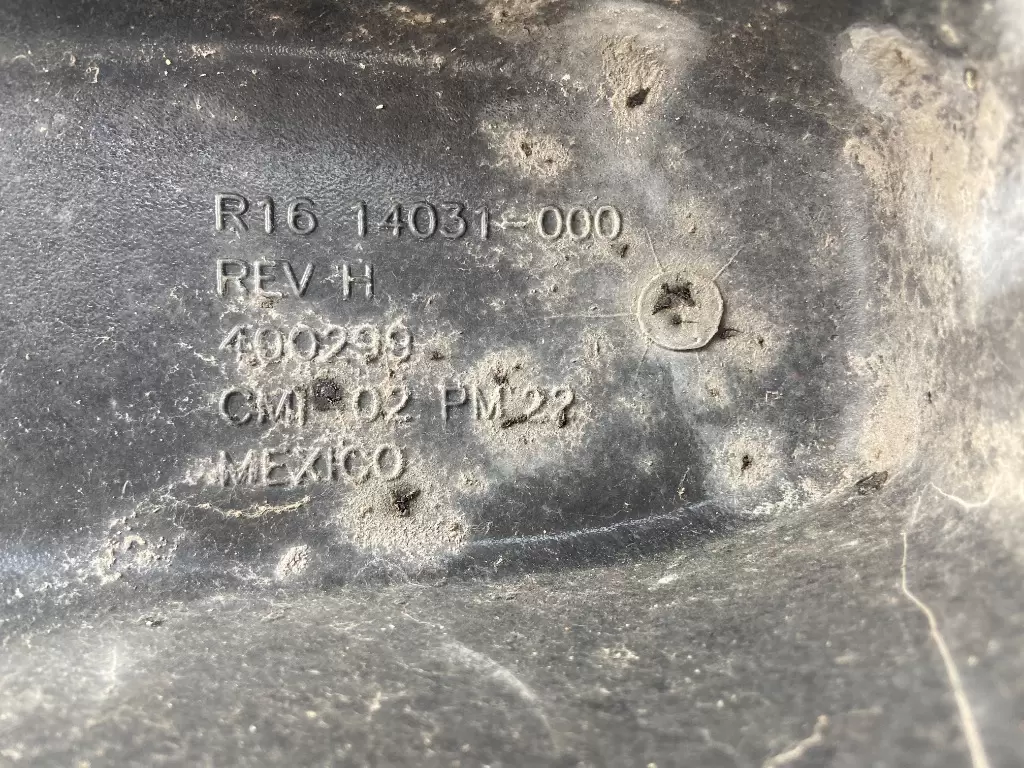 R16 14031-000
REV H
400299
CMI 02 PM 22
MEXICO